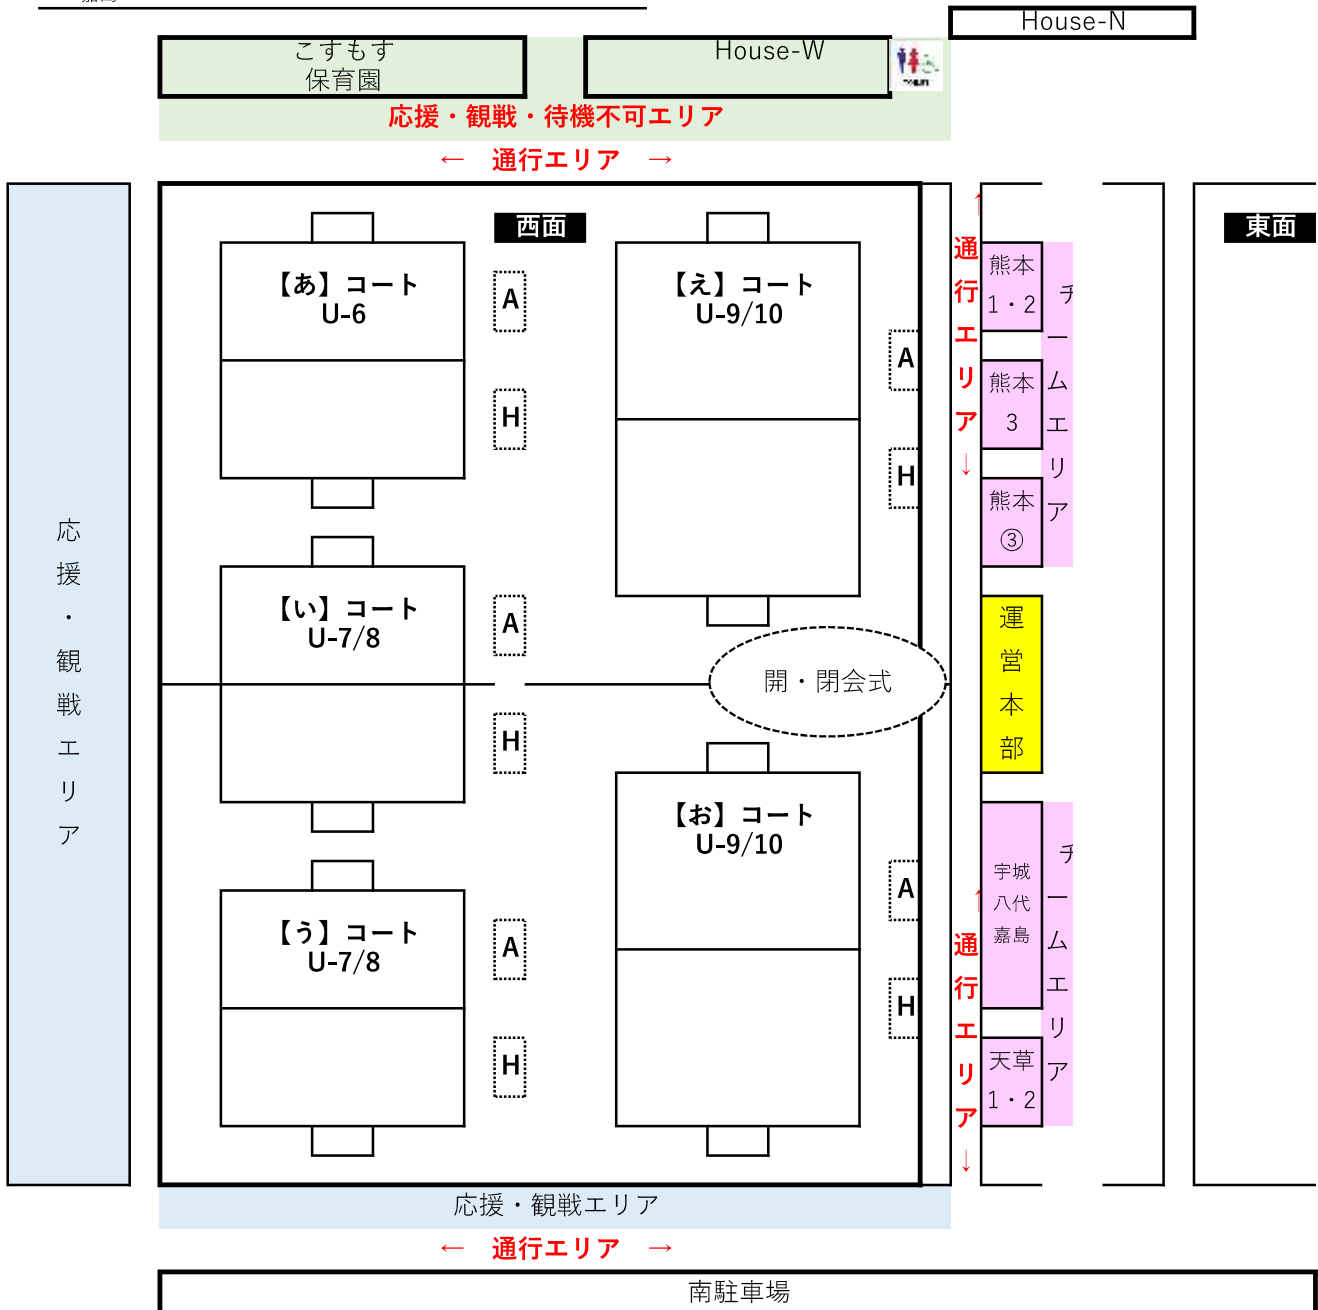 嘉島
House-N
こすもす
保育園
House-W
TOILET
応援・観戦・待機不可エリア
← 通行エリア →
西面
東面
【あ】コート
U-6
A
H
【え】コート
U-9/10
A
H
↑通行エリア↓
熊本
1・2
熊本
3
熊本
③
チームエリア
応援・観戦エリア
【い】コート
U-7/8
A
H
開・閉会式
運営本部
【お】コート
U-9/10
A
H
【う】コート
U-7/8
A
H
↑通行エリア↓
宇城
八代
嘉島
天草
1・2
チームエリア
応援・観戦エリア
← 通行エリア →
南駐車場